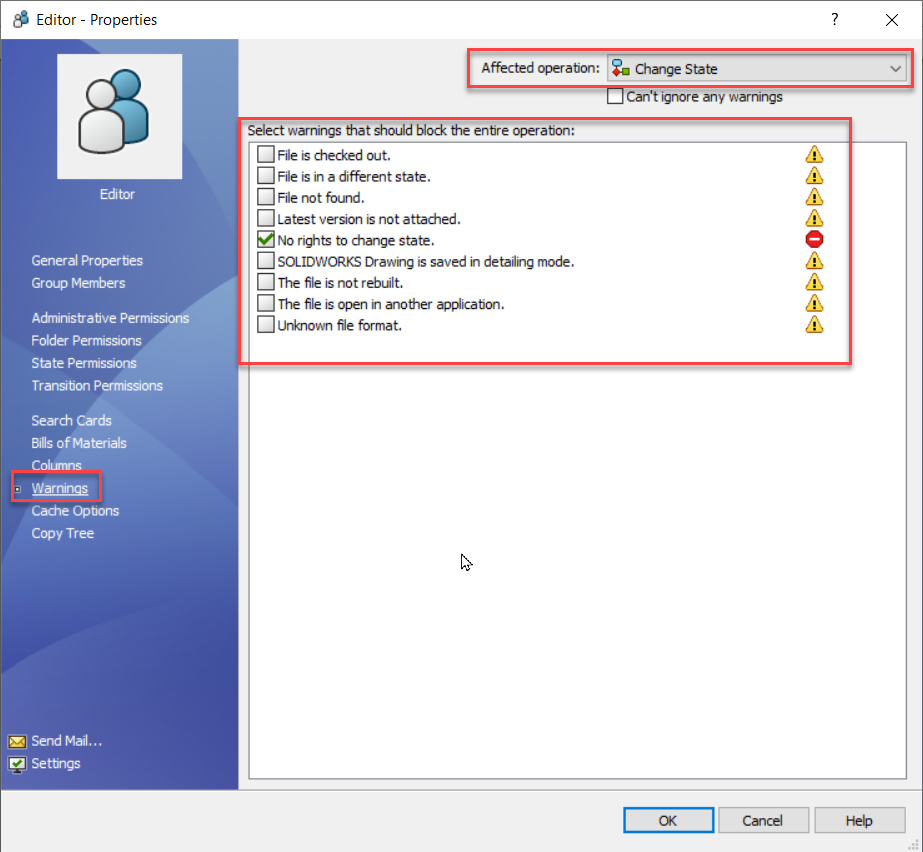 Editor - Properties
?
Affected operation: Change State
Can't ignore any warnings
Editor
General Properties
Group Members
Administrative Permissions
Folder Permissions
State Permissions
Transition Permissions
Search Cards
Bills of Materials
Columns
Warnings
Cache Options
Copy Tree
Send Mail...
Settings
Select warnings that should block the entire operation:
File is checked out.
File is in a different state.
File not found.
Latest version is not attached.
No rights to change state.
SOLIDWORKS Drawing is saved in detailing mode.
The file is not rebuilt.
The file is open in another application.
Unknown file format.
OK Cancel Help